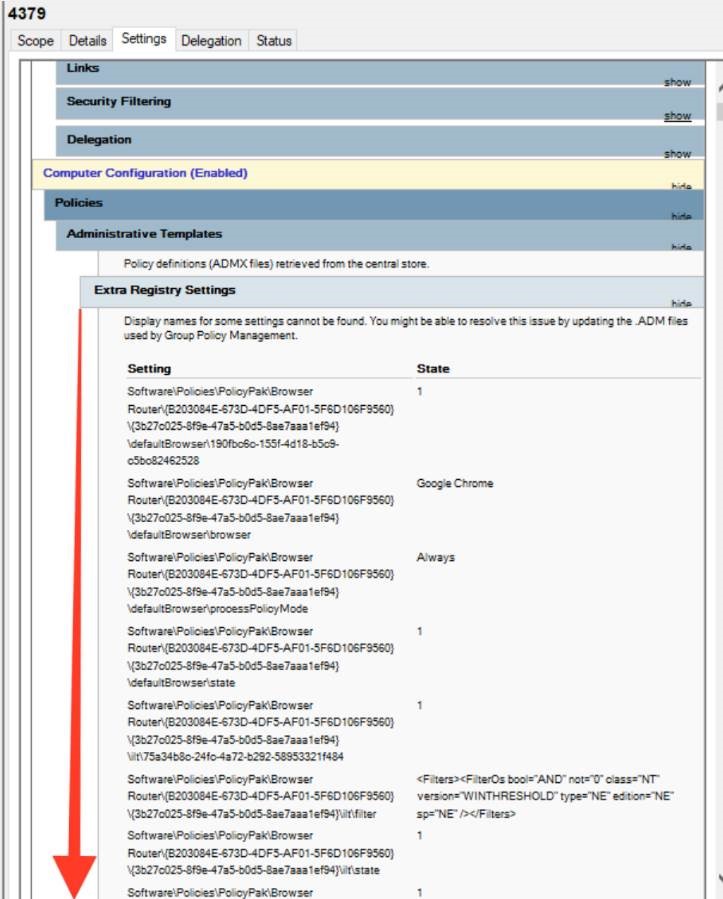 4379
Scope Details Settings Delegation Status
Links
show
Security Filtering
show
Delegation
show
Computer Configuration (Enabled)
hide
Policies
hide
Administrative Templates
hide
Policy definitions (ADMX files) retrieved from the central store.
Extra Registry Settings
hide
Display names for some settings cannot be found. You might be able to resolve this issue by updating the .ADM files
used by Group Policy Management.
Setting State
Software\Policies\PolicyPak\Browser 1
Router\{B203084E-673D-4DF5-AF01-5F6D106F9560}
\{3b27c025-8f9e-47a5-b0d5-8ae7aaa1ef94}
\defaultBrowser\190fbc6c-155f-4d18-b5c9-
c5bc82462528
Software\Policies\PolicyPak\Browser Google Chrome
Router\{B203084E-673D-4DF5-AF01-5F6D106F9560}
\{3b27c025-8f9e-47a5-b0d5-8ae7aaa1ef94}
\defaultBrowser\browser
Software\Policies\PolicyPak\Browser Always
Router\{B203084E-673D-4DF5-AF01-5F6D106F9560}
\{3b27c025-8f9e-47a5-b0d5-8ae7aaa1ef94}
\defaultBrowser\processPolicyMode
Software\Policies\PolicyPak\Browser 1
Router\{B203084E-673D-4DF5-AF01-5F6D106F9560}
\{3b27c025-8f9e-47a5-b0d5-8ae7aaa1ef94}
\defaultBrowser\state
Software\Policies\PolicyPak\Browser 1
Router\{B203084E-673D-4DF5-AF01-5F6D106F9560}
\{3b27c025-8f9e-47a5-b0d5-8ae7aaa1ef94}
\ilt\75a34b8c-24fc-4a72-b292-58953321f484
Software\Policies\PolicyPak\Browser <Filters><FilterOs bool="AND" not="0" class="NT"
Router\{B203084E-673D-4DF5-AF01-5F6D106F9560} version="WINTHRESHOLD" type="NE" edition="NE"
\{3b27c025-8f9e-47a5-b0d5-8ae7aaa1ef94}\ilt\filter sp="NE" /></Filters>
Software\Policies\PolicyPak\Browser 1
Router\{B203084E-673D-4DF5-AF01-5F6D106F9560}
\{3b27c025-8f9e-47a5-b0d5-8ae7aaa1ef94}\ilt\state
Software\Policies\PolicyPak\Browser 1